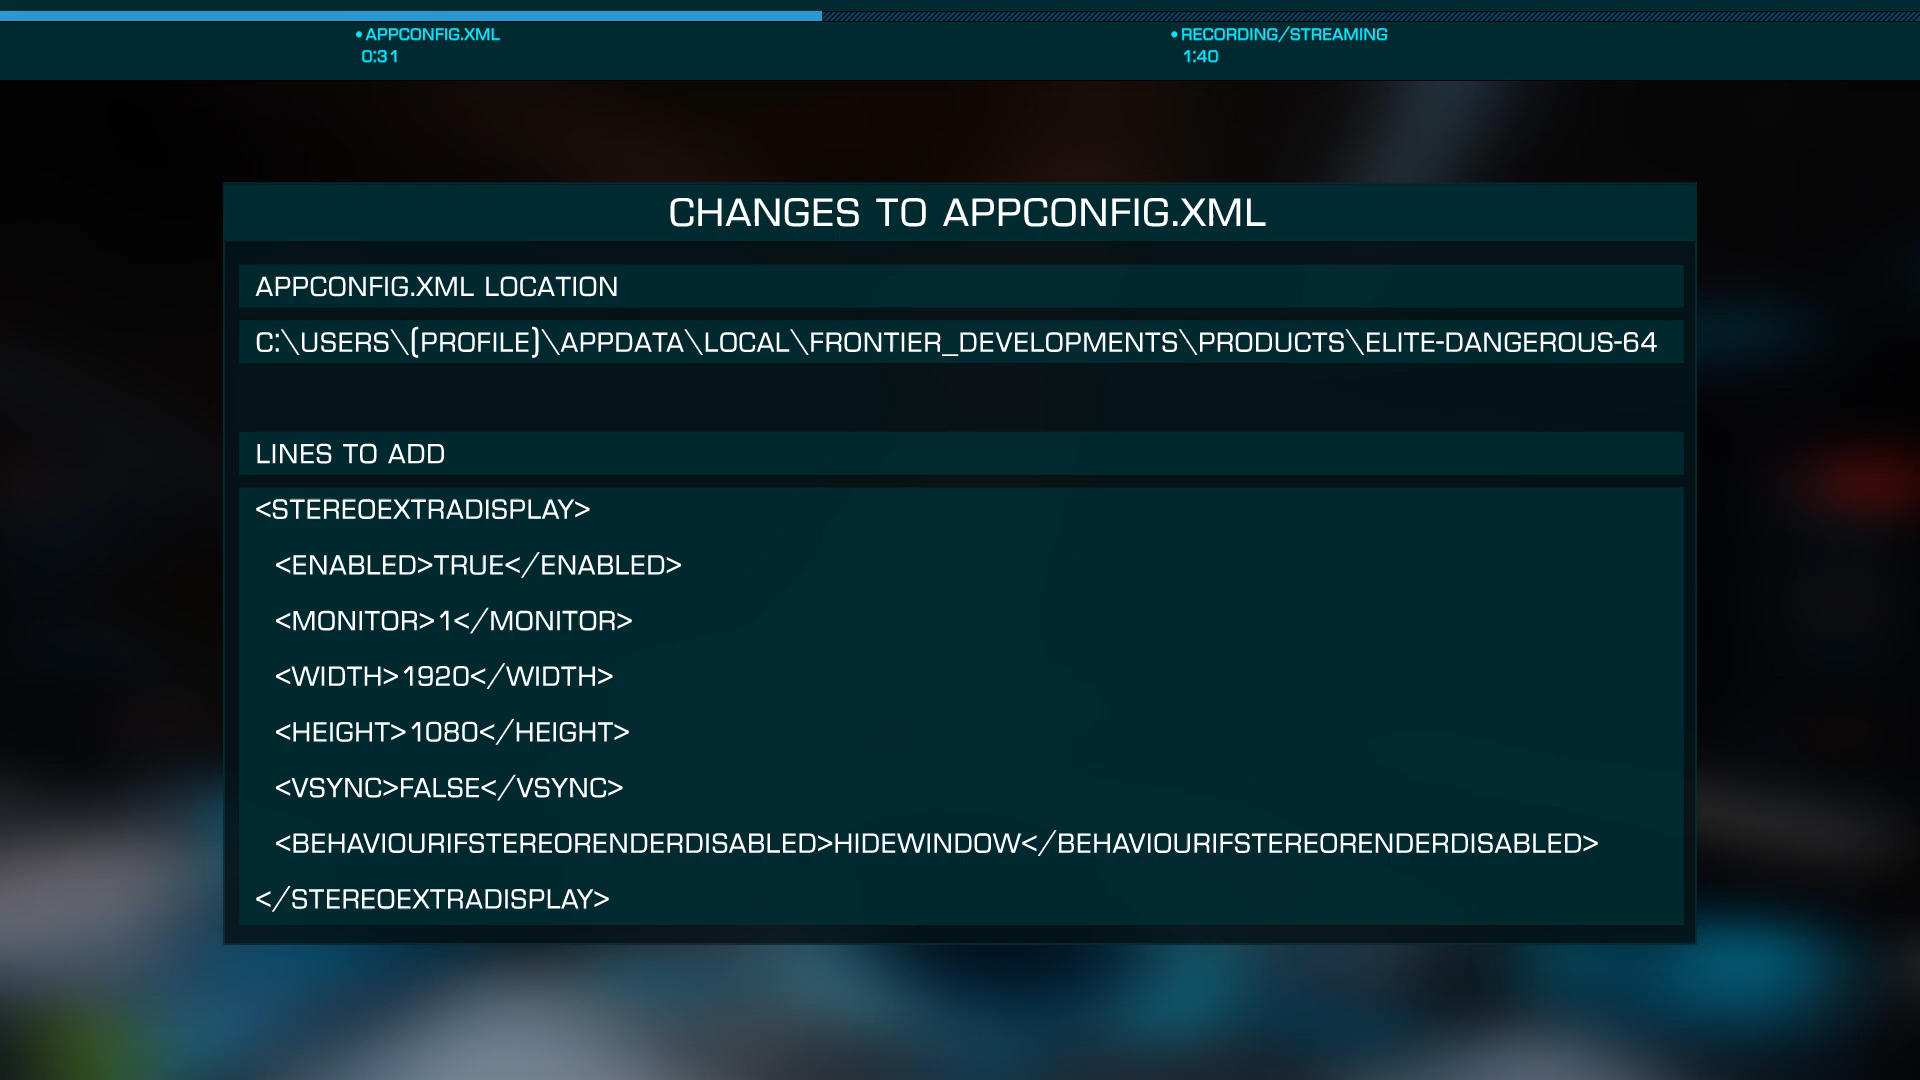 • APPCONFIG.XML
0:31
• RECORDING/STREAMING
1:40
CHANGES TO APPCONFIG.XML
APPCONFIG.XML LOCATION
C:\USERS\(PROFILE)\APPDATA\LOCAL\FRONTIER_DEVELOPMENTS\PRODUCTS\ELITE-DANGEROUS-64
LINES TO ADD
<STEREOEXTRADISPLAY>
<ENABLED>TRUE</ENABLED>
<MONITOR>1</MONITOR>
<WIDTH>1920</WIDTH>
<HEIGHT>1080</HEIGHT>
<VSYNC>FALSE</VSYNC>
<BEHAVIOURIFSTEREORENDERDISABLED>HIDEWINDOW</BEHAVIOURIFSTEREORENDERDISABLED>
</STEREOEXTRADISPLAY>